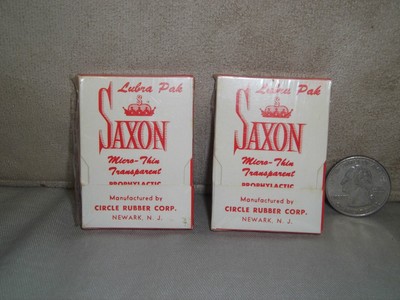 Lubra Pak
SAXON
Micro-Thin
Transparent
PROPHYLACTIC
Manufactured by
CIRCLE RUBBER CORP.
NEWARK, N. J.
Lubra Pak
SAXON
Micro-Thin
Transparent
PROPHYLACTIC
Manufactured by
CIRCLE RUBBER CORP.
NEWARK, N. J.